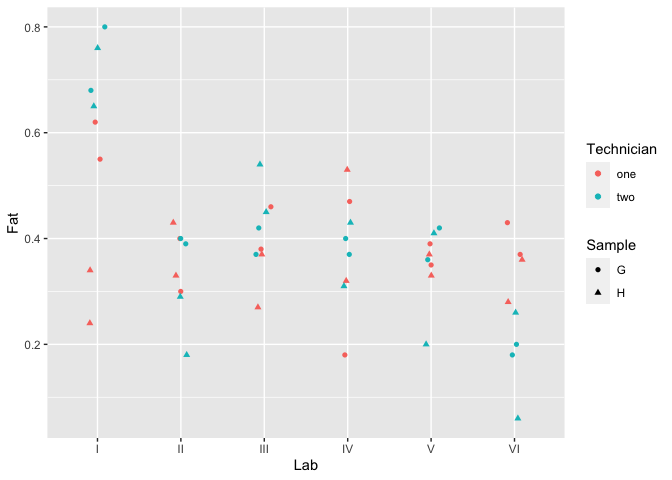 0.8
0.6
0.4
0.2
Fat
I II III IV V VI
Lab
Technician
one
two
Sample
G
H